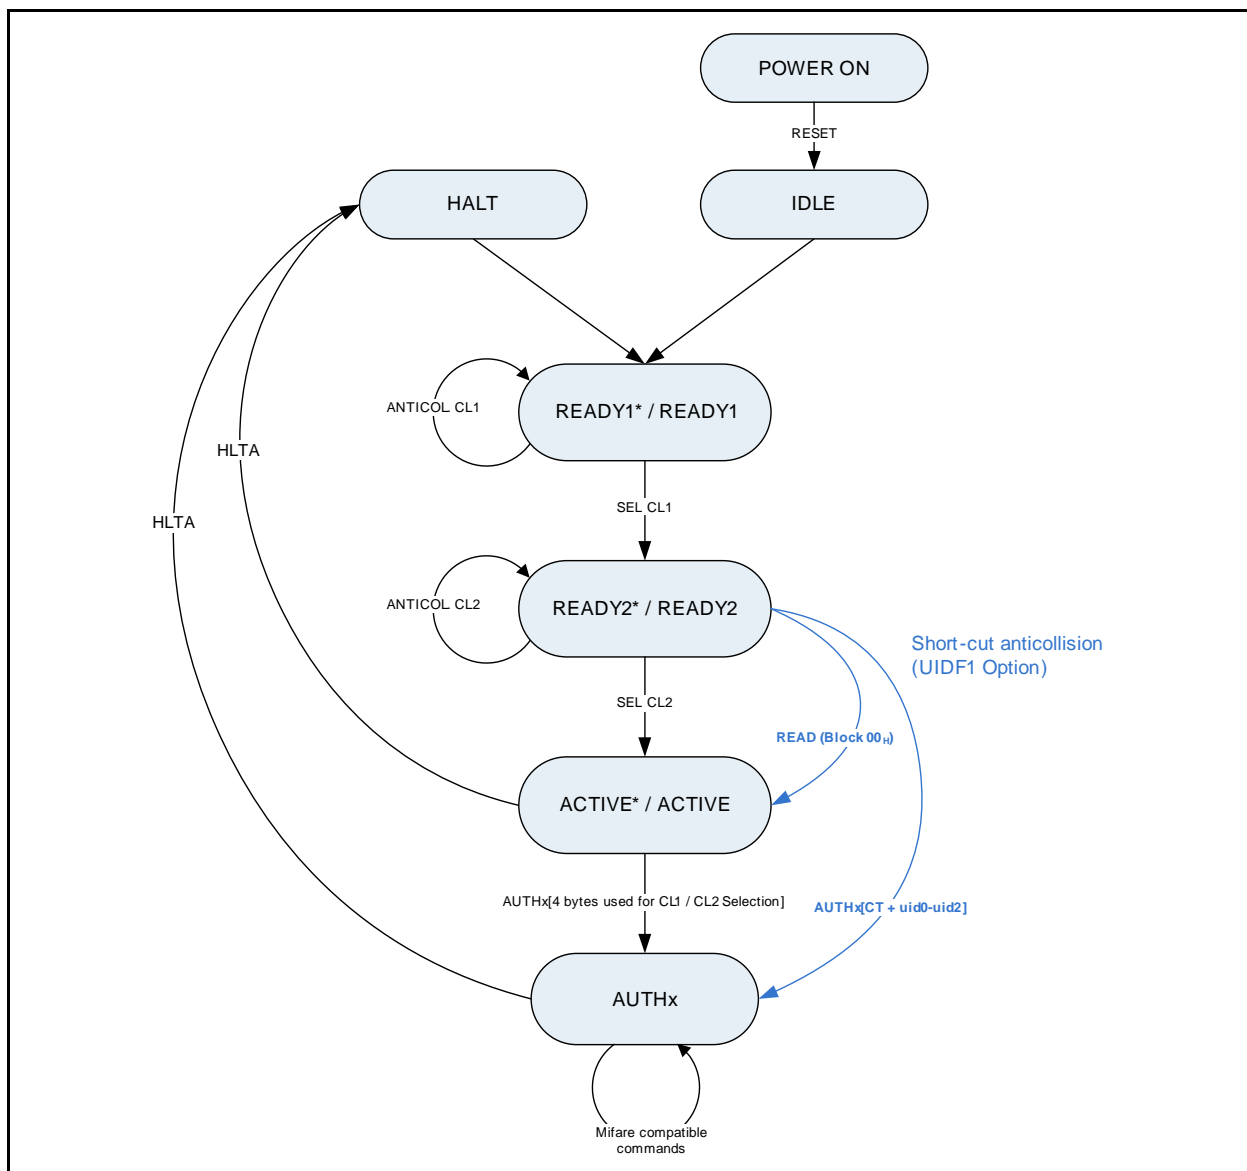 POWER ON
RESET
HALT
IDLE
ANTICOL CL1
READY1* / READY1
HLTA
SEL CL1
HLTA
ANTICOL CL2
READY2* / READY2
Short-cut anticollision
(UIDF1 Option)
SEL CL2
READ (Block 00H)
ACTIVE* / ACTIVE
AUTHx[4 bytes used for CL1 / CL2 Selection]
AUTHx[CT + uid0-uid2]
AUTHx
Mifare compatible
commands